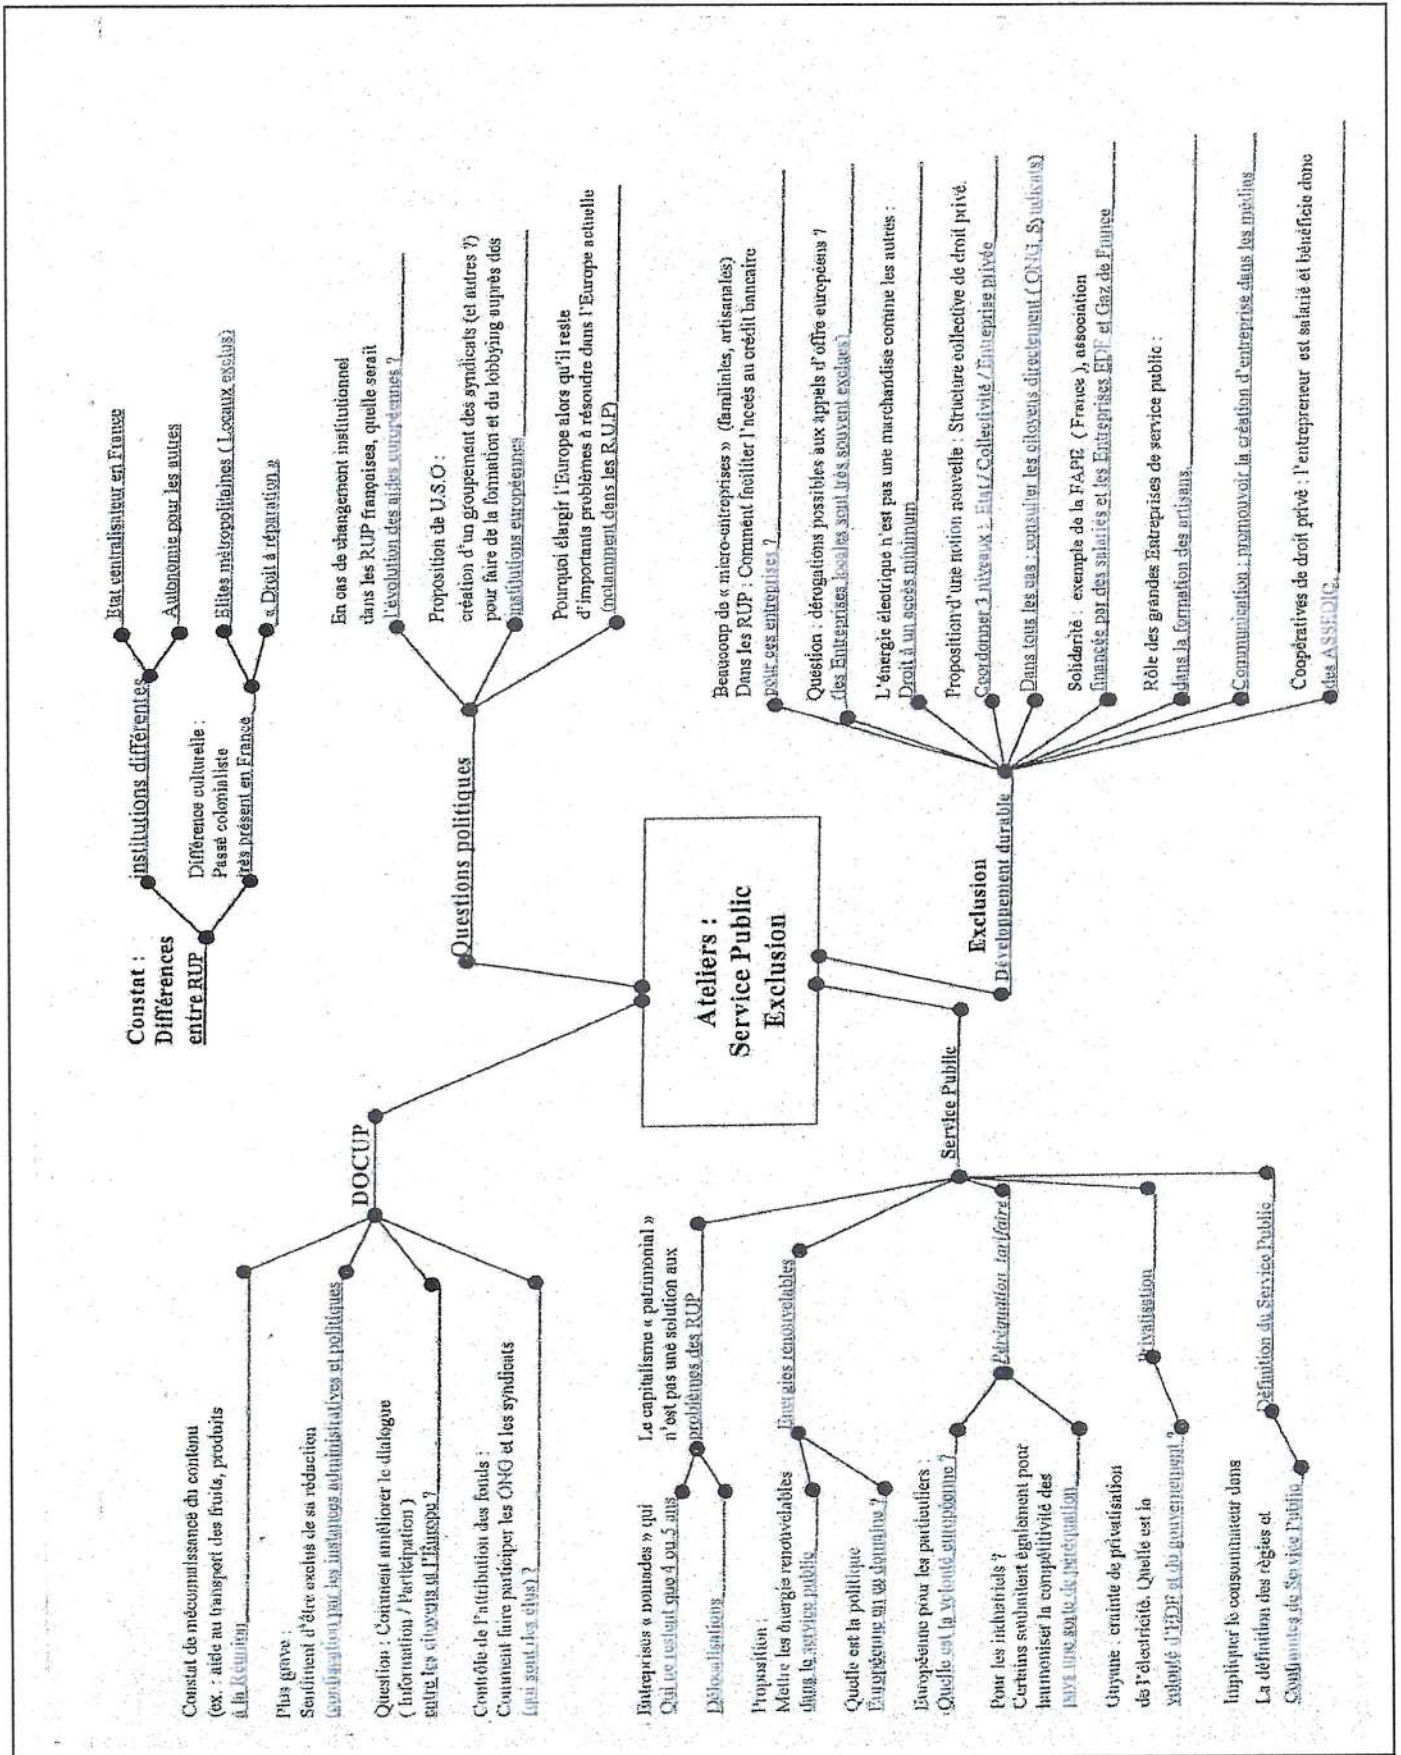 Constat :
Différences
entre RUP
institutions différentes
Etat centralisateur en France
Autonomie pour les autres
Différence culturelle :
Passé colonialiste
très présent en France
Elites métropolitaines ( Locaux exclus)
« Droit à réparation »
DOCUP
Constat de méconnaissance du contenu
(ex. : aide au transport des fruits, produits
à la Réunion
Plus grave :
Sentiment d'être exclus de sa rédaction
par les instances administratives et politiques
Question : Comment améliorer le dialogue
( Information / Participation )
entre les citoyens et l'Europe ?
Contrôle de l'attribution des fonds :
Comment faire participer les ONG et les syndicats
(qui sont des élus) ?
Questions politiques
En cas de changement institutionnel
dans les RUP françaises, quelle serait
l'évolution des aides européennes ?
Proposition de U.S.O :
création d'un groupement des syndicats (et autres ?)
pour faire de la formation et du lobbying auprès des
institutions européennes
Pourquoi élargir l'Europe alors qu'il reste
d'importants problèmes à résoudre dans l'Europe actuelle
(notamment dans les R.U.P)
Ateliers :
Service Public
Exclusion
Service Public
Le capitalisme « patrimonial »
n'est pas une solution aux
problèmes des RUP
Entreprises « nomades » qui
Qui ne restent que 4 ou 5 ans
Délocalisations
Energies renouvelables
Proposition :
Mettre les énergie renouvelables
dans le service public
Quelle est la politique
Européenne en ce domaine ?
Péréquation tarifaire
Européenne pour les particuliers :
Quelle est la volonté européenne ?
Pour les industriels ?
Certains souhaitent également pour
harmoniser la compétitivité des
pays une sorte de péréquation
Privatisation
Guyane : crainte de privatisation
de l'électricité. Quelle est la
volonté d'EDF et du gouvernement ?
Définition du Service Public
Impliquer le consommateur dans
La définition des règles et
Contraintes de Service Public
Exclusion
Développement durable
Beaucoup de « micro-entreprises » (familiales, artisanales)
Dans les RUP : Comment faciliter l'accès au crédit bancaire
pour ces entreprises ?
Question : dérogations possibles aux appels d'offre européens ?
(les Entreprises locales sont très souvent exclues)
L'énergie électrique n'est pas une marchandise comme les autres :
Droit à un accès minimum
Proposition d'une notion nouvelle : Structure collective de droit privé.
Coordonner 3 niveaux : Etat / Collectivité / Entreprise privée
Dans tous les cas : consulter les citoyens directement ( ONG, Syndicats)
Solidarité : exemple de la FAPE ( France ), association
financée par des salariés et les Entreprises EDF et Gaz de France
Rôle des grandes Entreprises de service public :
dans la formation des artisans.
Communication : promouvoir la création d'entreprise dans les médias
Coopératives de droit privé : l'entrepreneur est salarié et bénéficie donc
des ASSEDIC.